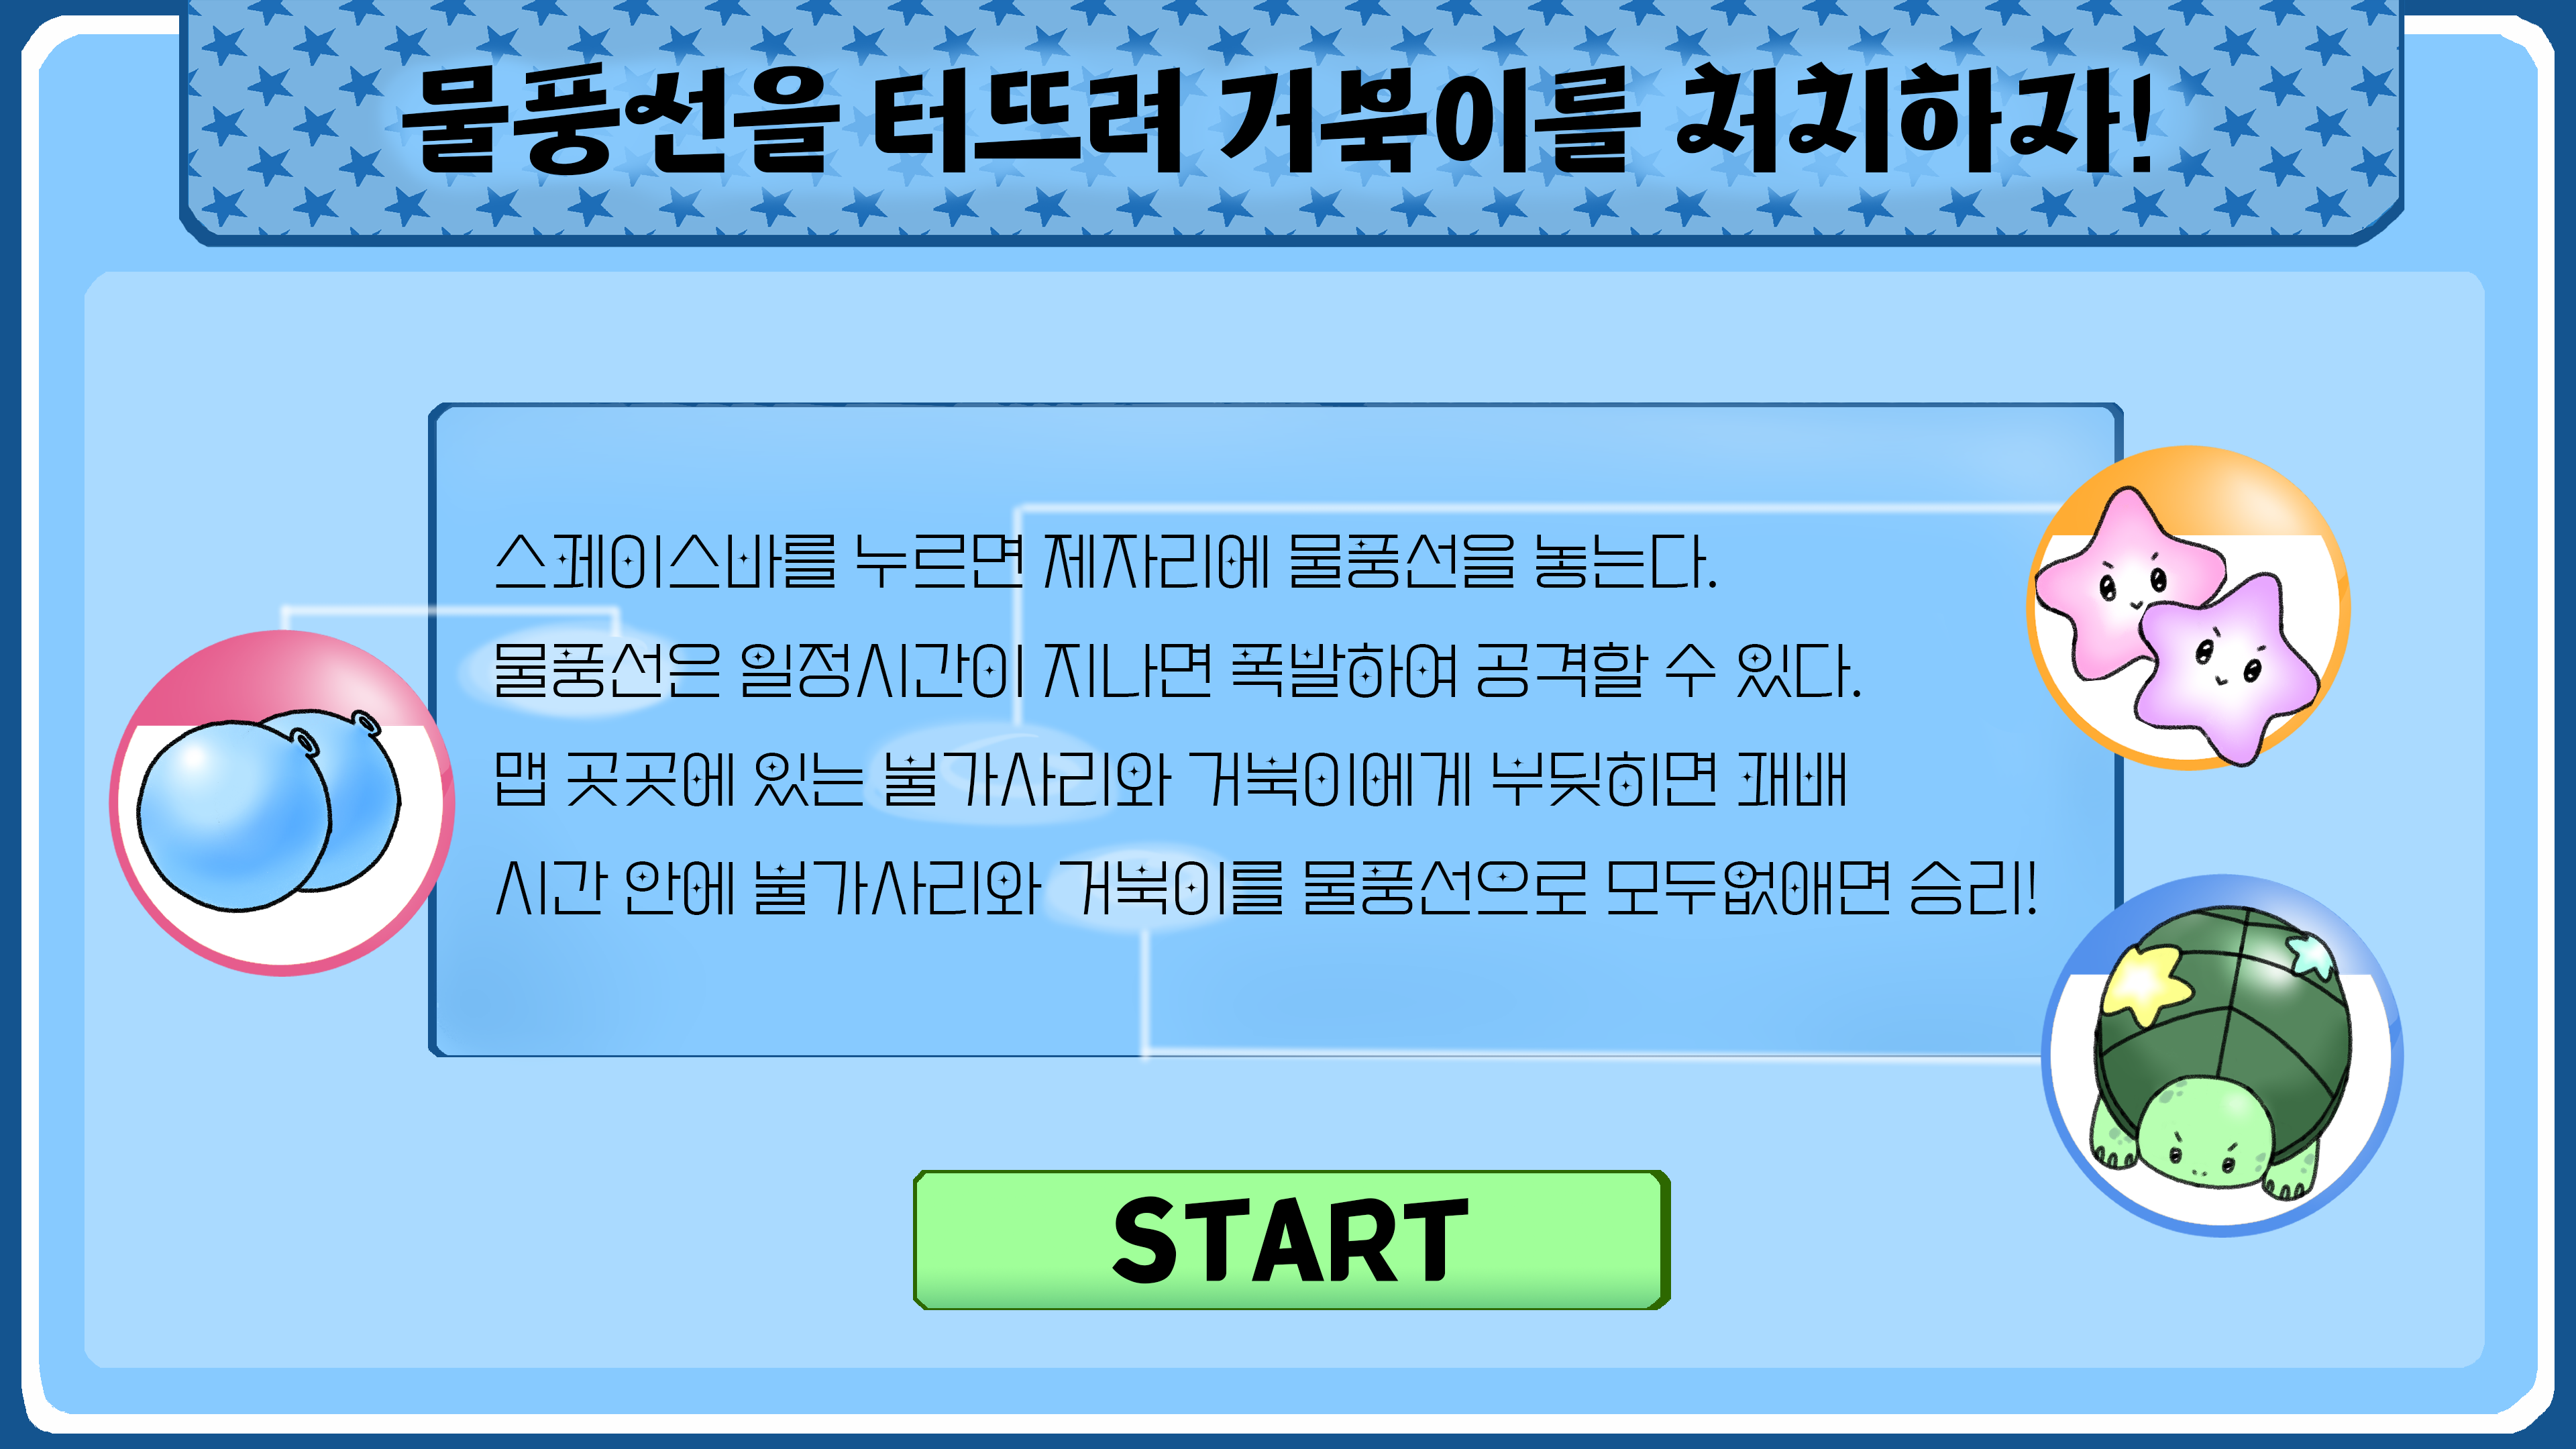 물풍선을 터뜨려 거북이를 처치하자!
스페이스바를 누르면 제자리에 물풍선을 놓는다.
물풍선은 일정시간이 지나면 폭발하여 공격할 수 있다.
맵 곳곳에 있는 불가사리와 거북이에게 부딪히면 패배
시간 안에 불가사리와 거북이를 물풍선으로 모두없애면 승리!
START